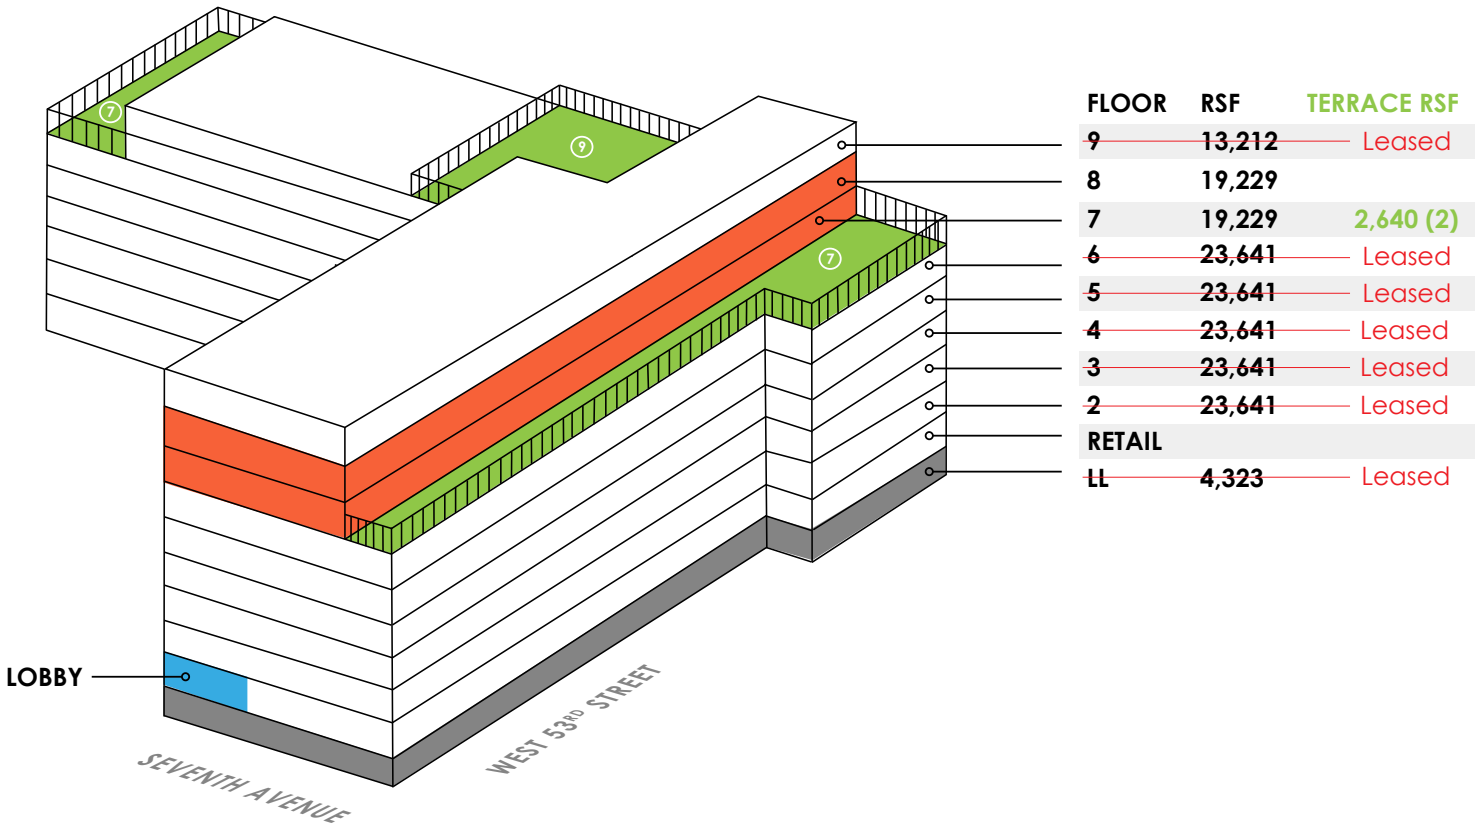 FLOOR RSF TERRACE RSF
9 13,212 Leased
8 19,229
7 19,229 2,640 (2)
6 23,641 Leased
5 23,641 Leased
4 23,641 Leased
3 23,641 Leased
2 23,641 Leased
RETAIL
LL 4,323 Leased
7
9
7
LOBBY
SEVENTH AVENUE
WEST 53RD STREET